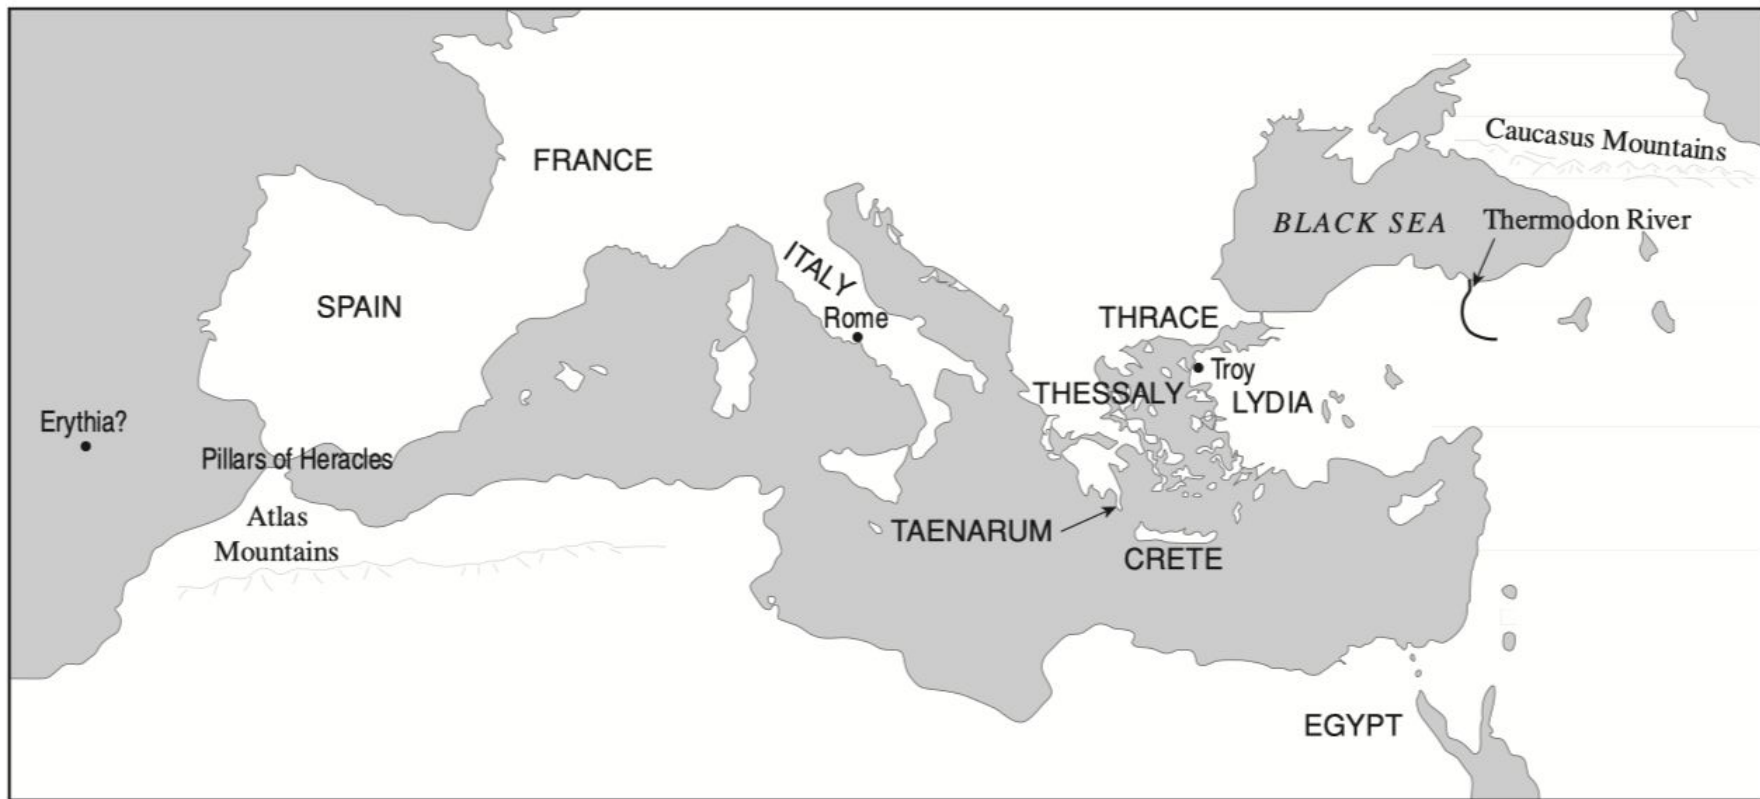 Caucasus Mountains
FRANCE
BLACK SEA
Thermodon River
ITALY
SPAIN
Rome
THRACE
Troy
THESSALY
LYDIA
Erythia?
Pillars of Heracles
Atlas
Mountains
TAENARUM
CRETE
EGYPT